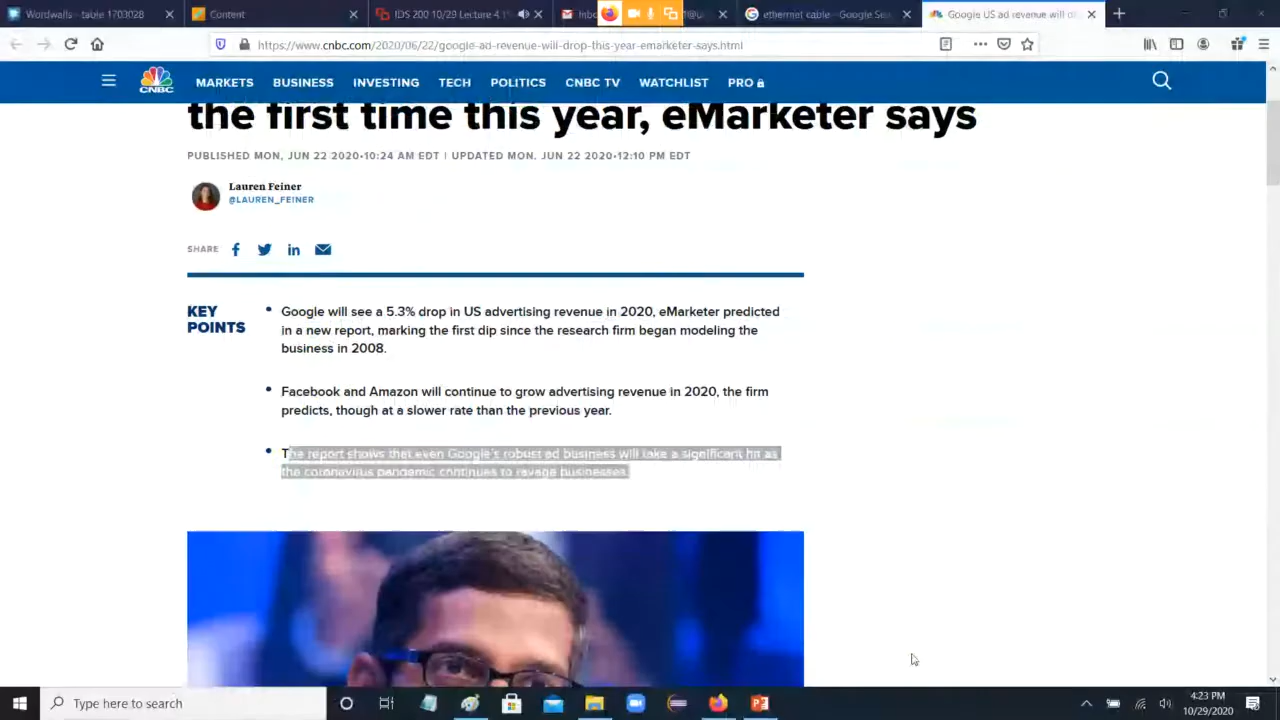 Wordwalls - table 1703028
Content
IDS 200 10/29 Lecture 4.1
Inbo
@u
ethernet cable - Google Sea
Google US ad revenue will d
https://www.cnbc.com/2020/06/22/google-ad-revenue-will-drop-this-year-emarketer-says.html
CNBC
MARKETS BUSINESS INVESTING TECH POLITICS CNBC TV WATCHLIST PRO
the first time this year, eMarketer says
PUBLISHED MON, JUN 22 2020•10:24 AM EDT | UPDATED MON, JUN 22 2020•12:10 PM EDT
Lauren Feiner
@LAUREN_FEINER
SHARE
KEY
POINTS
Google will see a 5.3% drop in US advertising revenue in 2020, eMarketer predicted
in a new report, marking the first dip since the research firm began modeling the
business in 2008.
Facebook and Amazon will continue to grow advertising revenue in 2020, the firm
predicts, though at a slower rate than the previous year.
The report shows that even Google's robust ad business will take a significant hit as
the coronavirus pandemic continues to ravage businesses.
Type here to search
4:23 PM
10/29/2020